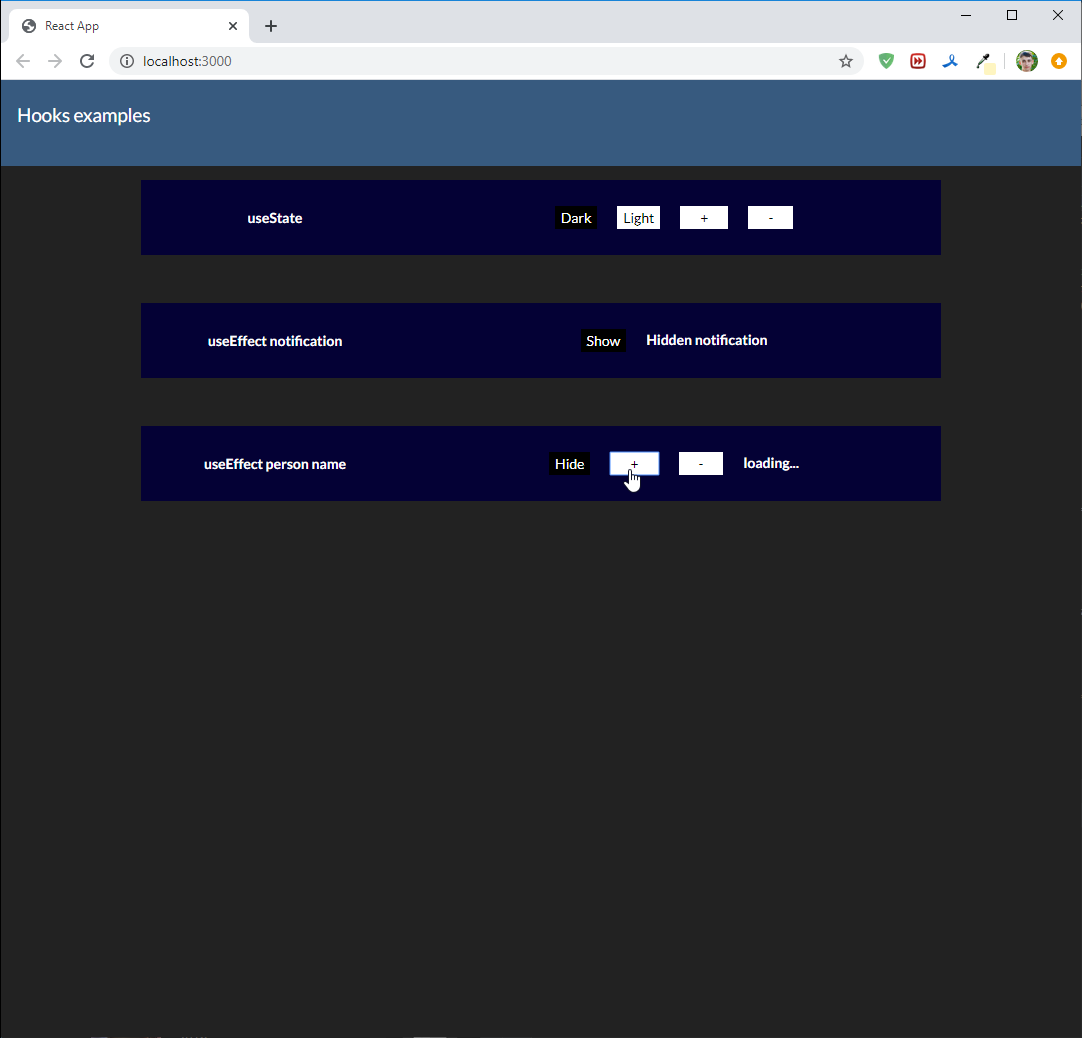 React App
localhost:3000
Hooks examples
useState Dark Light + -
useEffect notification Show Hidden notification
useEffect person name Hide + - loading...